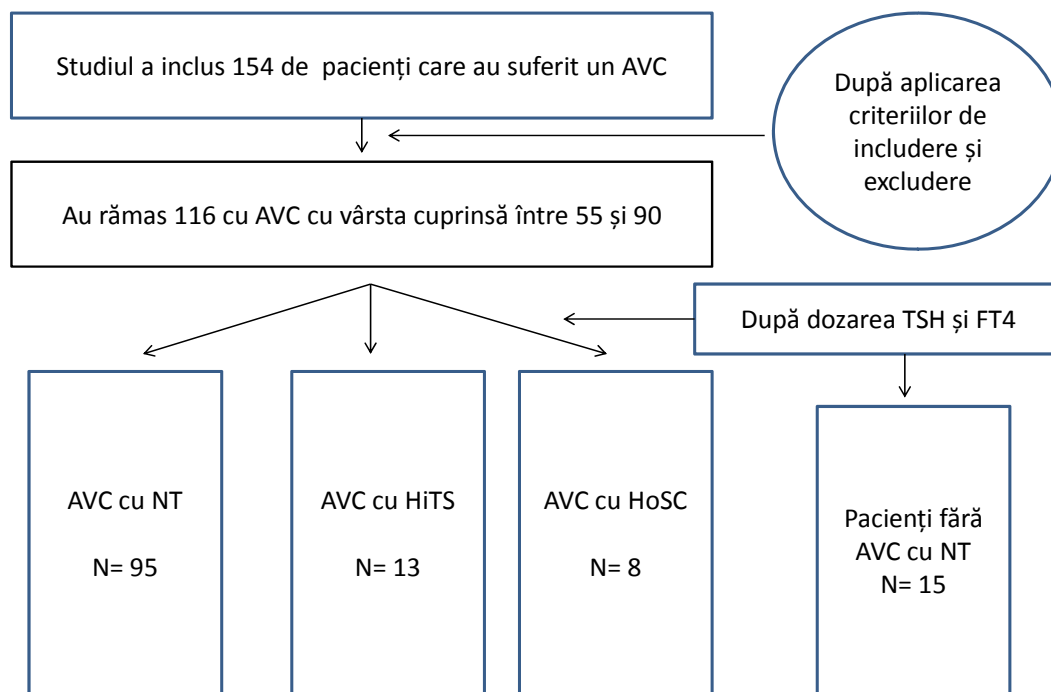 Studiul a inclus 154 de  pacienți care au suferit un AVC
După aplicarea
criteriilor de
includere și
excludere
Au rămas 116 cu AVC cu vârsta cuprinsă între 55 și 90
După dozarea TSH și FT4
AVC cu NT
N= 95
AVC cu HiTS
N= 13
AVC cu HoSC
N= 8
Pacienți fără
AVC cu NT
N= 15